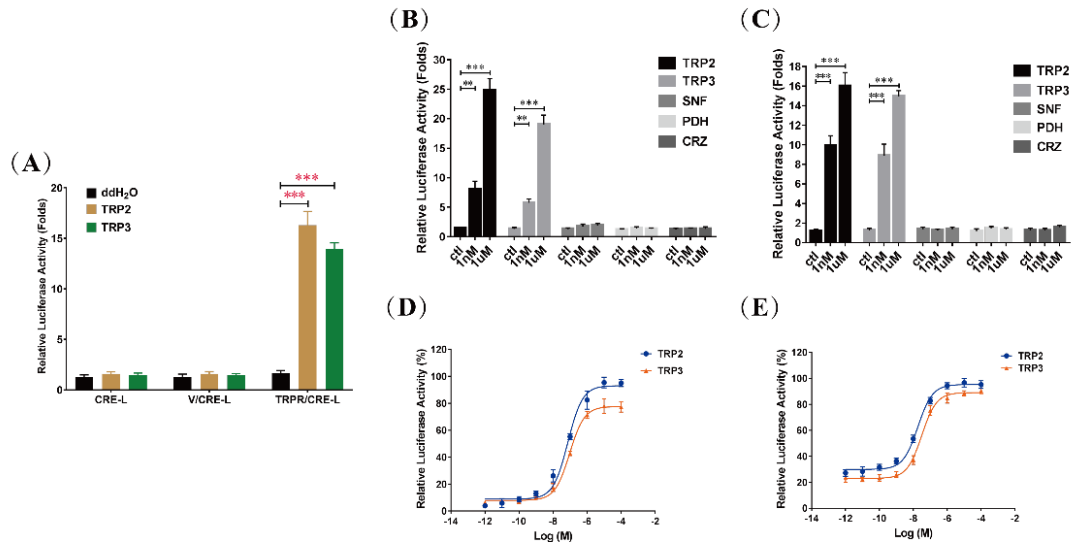 (A)
Relative Luciferase Activity (Folds)
20
15
10
5
0
ddH₂O
TRP2
TRP3
***
***
CRE-L
V/CRE-L
TRPR/CRE-L
(B)
Relative Luciferase Activity (Folds)
30
25
20
15
10
5
0
***
**
***
**
TRP2
TRP3
SNF
PDH
CRZ
ctl 1nM 1uM ctl 1nM 1uM ctl 1nM 1uM ctl 1nM 1uM ctl 1nM 1uM
(C)
Relative Luciferase Activity (Folds)
18
16
14
12
10
8
6
4
2
0
***
***
***
***
TRP2
TRP3
SNF
PDH
CRZ
ctl 1nM 1uM ctl 1nM 1uM ctl 1nM 1uM ctl 1nM 1uM ctl 1nM 1uM
(D)
Relative Luciferase Activity (%)
120
100
80
60
40
20
0
TRP2
TRP3
-14 -12 -10 -8 -6 -4 -2
Log (M)
(E)
Relative Luciferase Activity (%)
120
100
80
60
40
20
0
TRP2
TRP3
-14 -12 -10 -8 -6 -4 -2
Log (M)